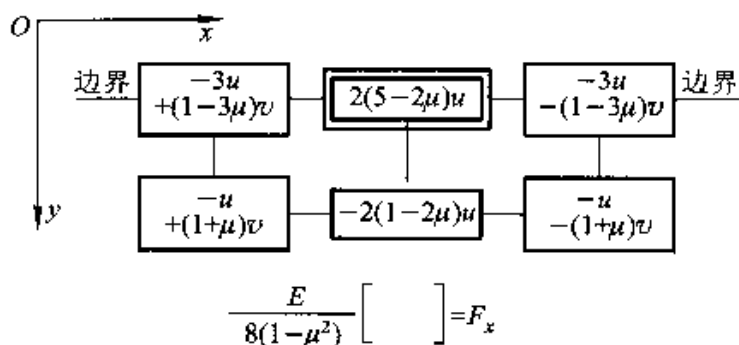 O
x
边界
−3u
+(1−3μ)v
2(5−2μ)u
−3u
−(1−3μ)v
边界
y
−u
+(1+μ)v
−2(1−2μ)u
−u
−(1+μ)v
E
8(1−μ²)
[ ]=Fₓ